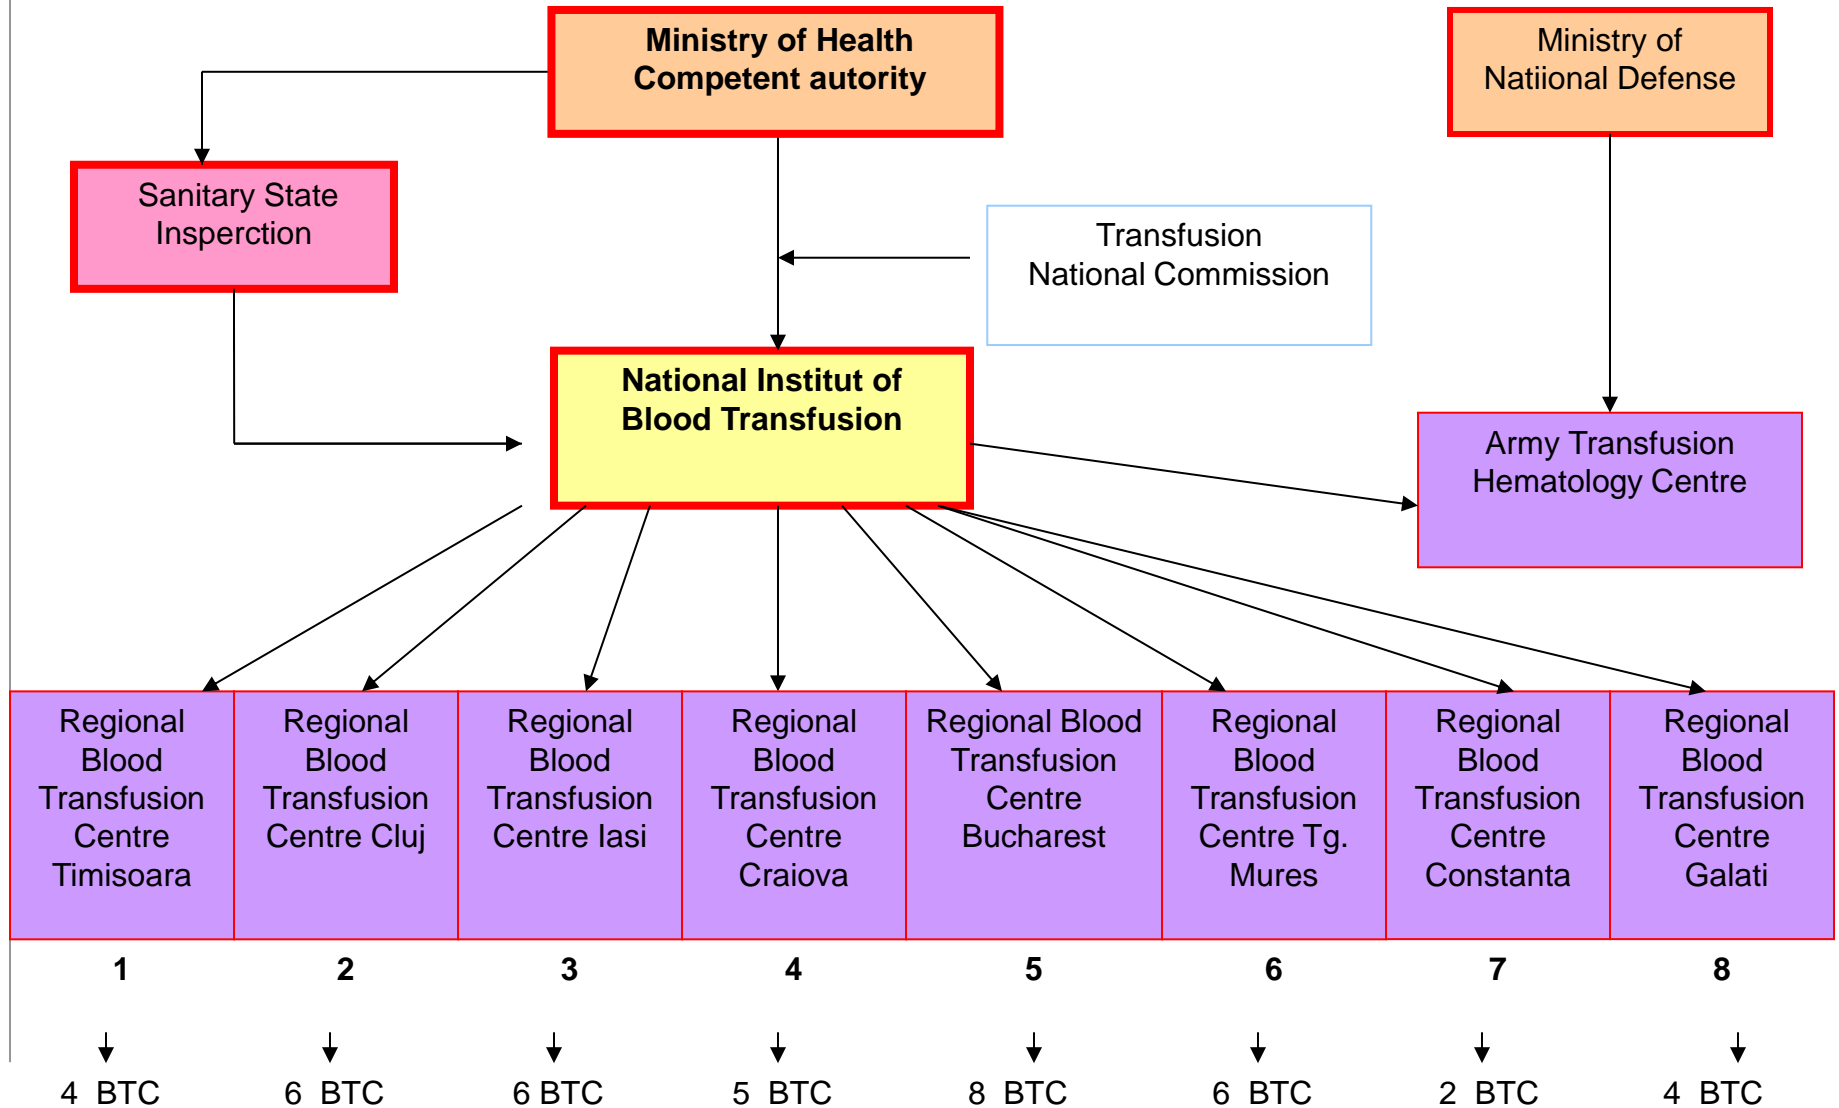 Ministry of Health
Competent autority
Ministry of
Natiional Defense
Sanitary State
Insperction
Transfusion
National Commission
National Institut of
Blood Transfusion
Army Transfusion
Hematology Centre
Regional
Blood
Transfusion
Centre
Timisoara
Regional
Blood
Transfusion
Centre Cluj
Regional
Blood
Transfusion
Centre Iasi
Regional
Blood
Transfusion
Centre
Craiova
Regional Blood
Transfusion
Centre
Bucharest
Regional
Blood
Transfusion
Centre Tg.
Mures
Regional
Blood
Transfusion
Centre
Constanta
Regional
Blood
Transfusion
Centre
Galati
1 2 3 4 5 6 7 8
4 BTC 6 BTC 6 BTC 5 BTC 8 BTC 6 BTC 2 BTC 4 BTC